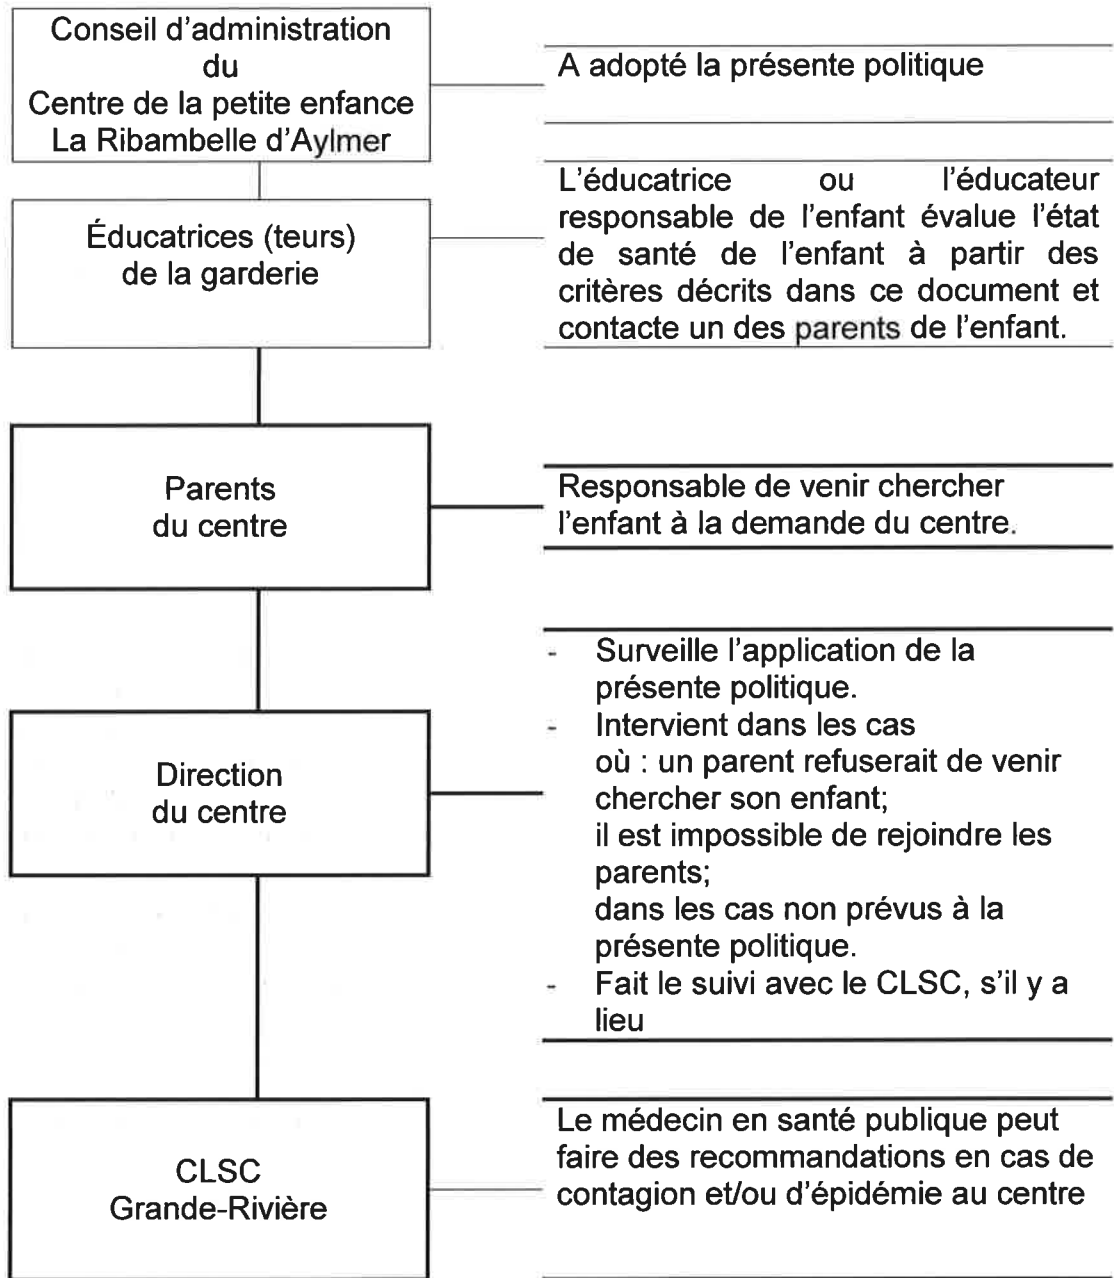 Conseil d'administration
du
Centre de la petite enfance
La Ribambelle d'Aylmer
A adopté la présente politique
Éducatrices (teurs)
de la garderie
L'éducatrice ou l'éducateur
responsable de l'enfant évalue l'état
de santé de l'enfant à partir des
critères décrits dans ce document et
contacte un des parents de l'enfant.
Parents
du centre
Responsable de venir chercher
l'enfant à la demande du centre.
Direction
du centre
- Surveille l'application de la
présente politique.
- Intervient dans les cas
où : un parent refuserait de venir
chercher son enfant;
il est impossible de rejoindre les
parents;
dans les cas non prévus à la
présente politique.
- Fait le suivi avec le CLSC, s'il y a
lieu
CLSC
Grande-Rivière
Le médecin en santé publique peut
faire des recommandations en cas de
contagion et/ou d'épidémie au centre